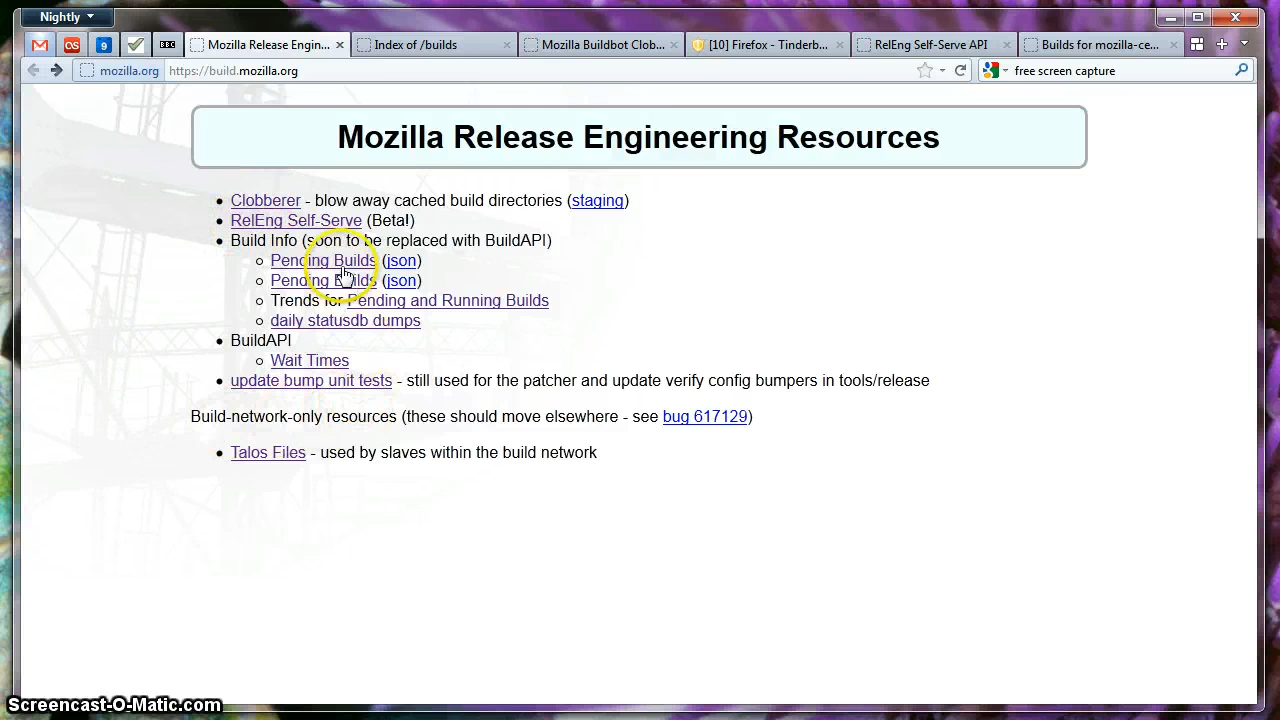 Nightly
Mozilla Release Engin...
Index of /builds
Mozilla Buildbot Clob...
[10] Firefox - Tinderb...
RelEng Self-Serve API
Builds for mozilla-ce...
mozilla.org
https://build.mozilla.org
free screen capture
Mozilla Release Engineering Resources
Clobberer - blow away cached build directories (staging)
RelEng Self-Serve (Beta!)
Build Info (soon to be replaced with BuildAPI)
Pending Builds (json)
Pending Builds (json)
Trends for Pending and Running Builds
daily statusdb dumps
BuildAPI
Wait Times
update bump unit tests - still used for the patcher and update verify config bumpers in tools/release
Build-network-only resources (these should move elsewhere - see bug 617129)
Talos Files - used by slaves within the build network
Screencast-O-Matic.com